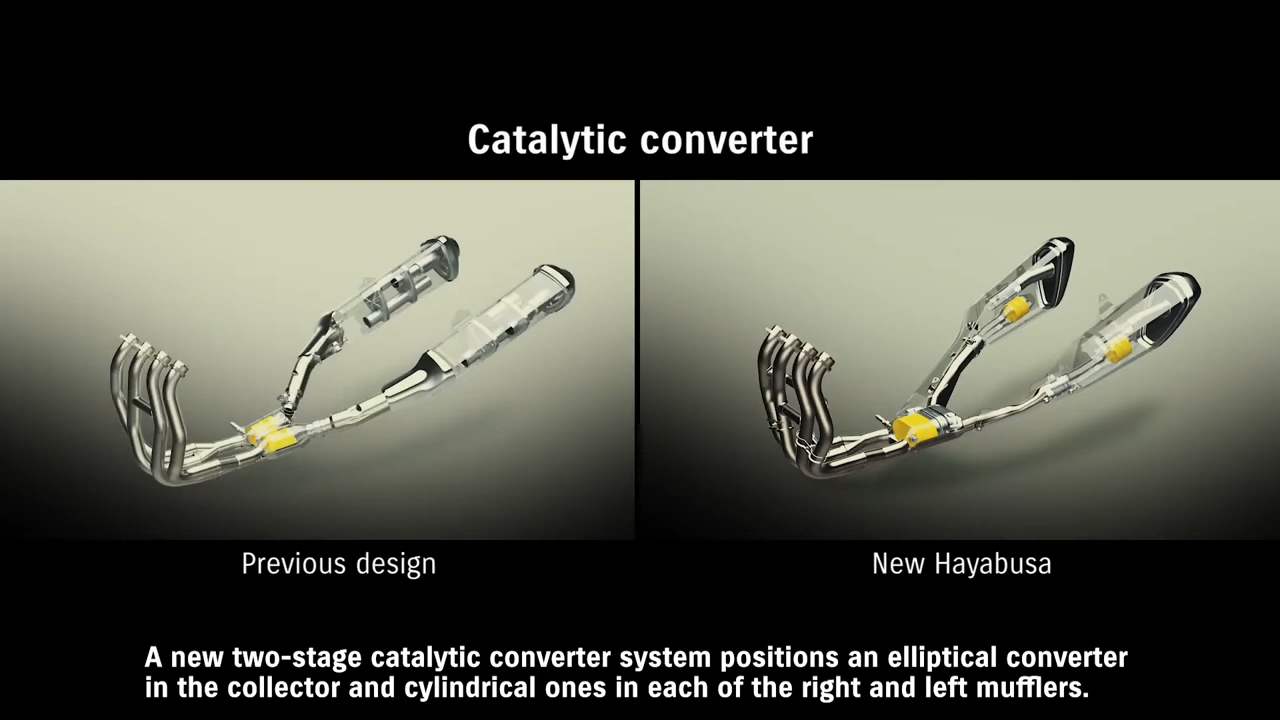 Catalytic converter
Previous design
New Hayabusa
A new two-stage catalytic converter system positions an elliptical converter
in the collector and cylindrical ones in each of the right and left mufflers.